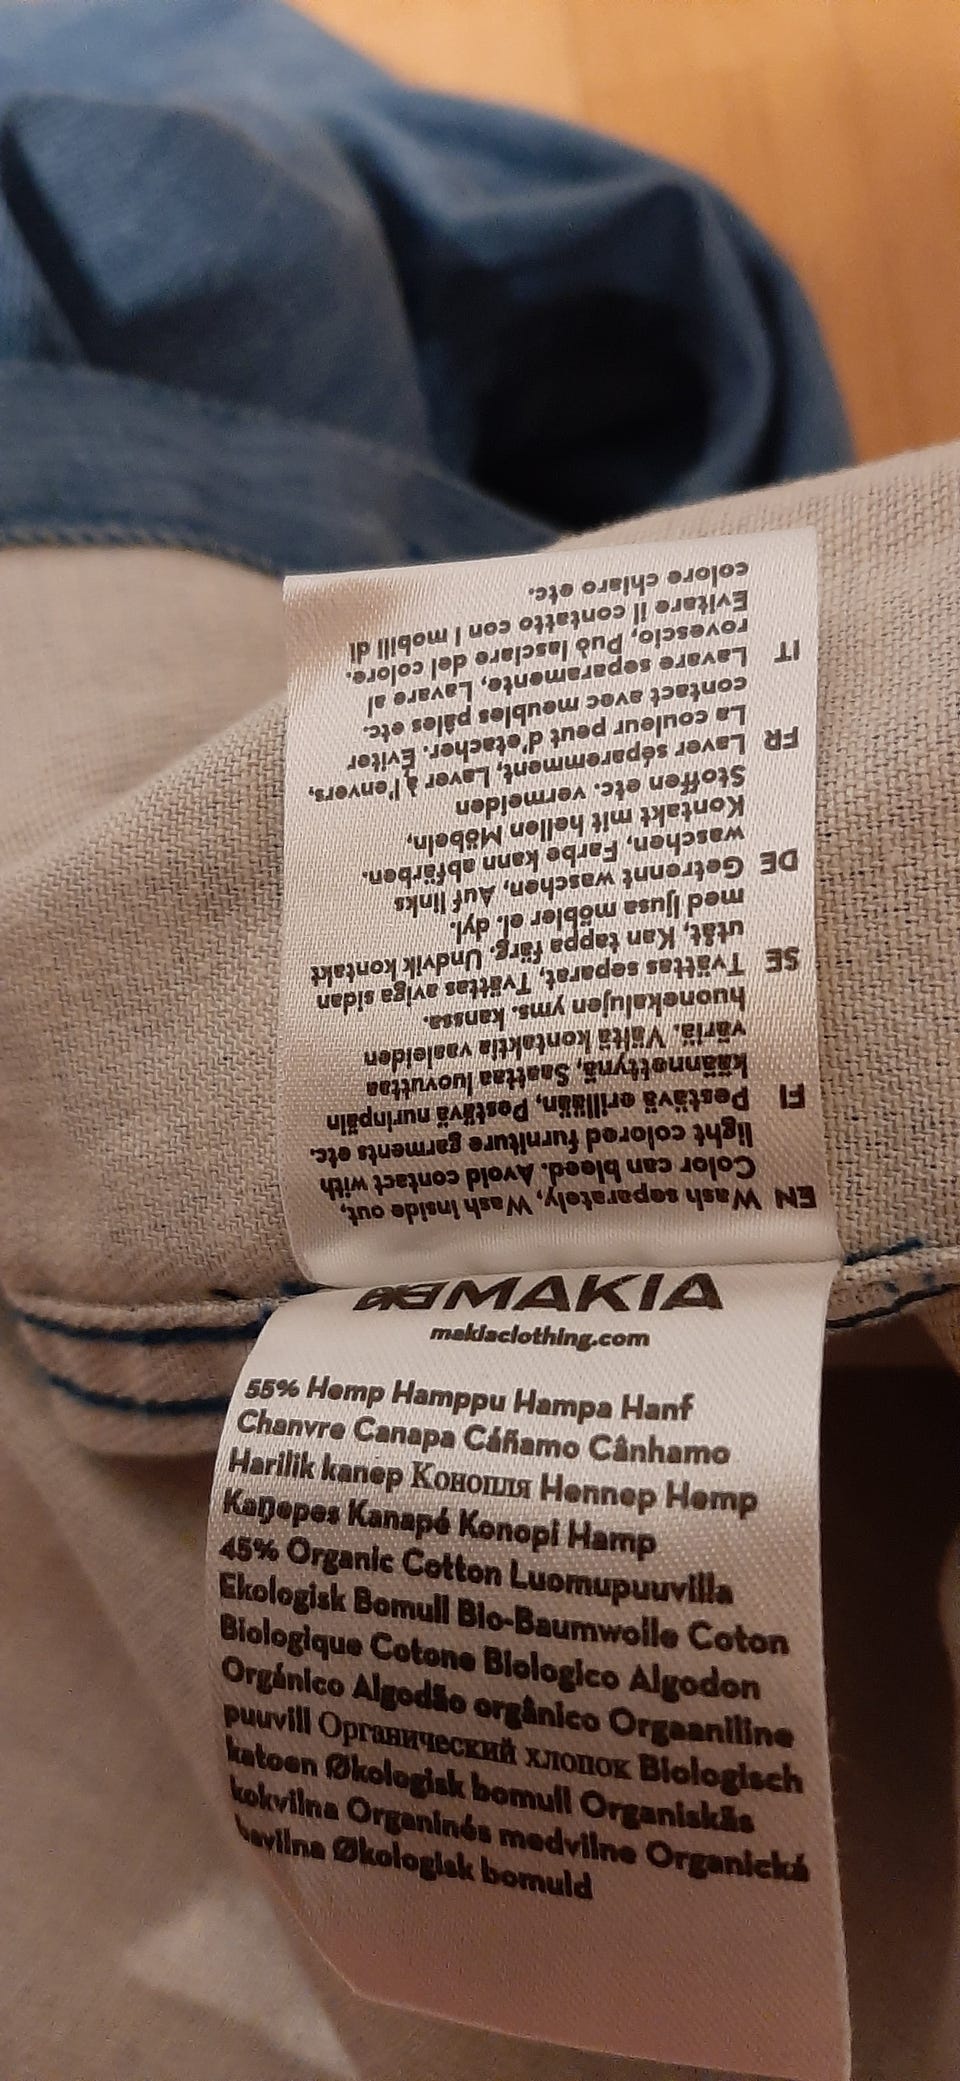 EN Wash separately, Wash inside out,
Color can bleed. Avoid contact with
light colored furniture garments etc.
FI Pestävä erillään, Pestävä nurinpäin
käännettynä, Saattaa luovuttaa
väriä. Vältä kontaktia vaaleiden
huonekalujen yms. kanssa.
SE Tvättas separat, Tvättas aviga sidan
utåt, Kan tappa färg. Undvik kontakt
med ljusa möbler el. dyl.
DE Getrennt waschen, Auf links
waschen, Farbe kann abfärben.
Kontakt mit hellen Möbeln,
Stoffen etc. vermeiden
FR Laver séparemment, Laver à l'envers,
La couleur peut d'etacher. Éviter
contact avec meubles pâles etc.
IT Lavare separamente, Lavare al
rovescio, Può lasciare del colore.
Evitare il contatto con i mobili di
colore chiaro etc.
MAKIA
makiaclothing.com
55% Hemp Hamppu Hampa Hanf
Chanvre Canapa Cáñamo Cânhamo
Harilik kanep Конопля Hennep Hemp
Kaņepes Kanapé Konopi Hamp
45% Organic Cotton Luomupuuvilla
Ekologisk Bomull Bio-Baumwolle Coton
Biologique Cotone Biologico Algodon
Orgánico Algodão orgânico Orgaaniline
puuvill Органический хлопок Biologisch
katoen Økologisk bomull Organiskās
kokvilna Organinės medvilne Organická
bavilna Økologisk bomuld